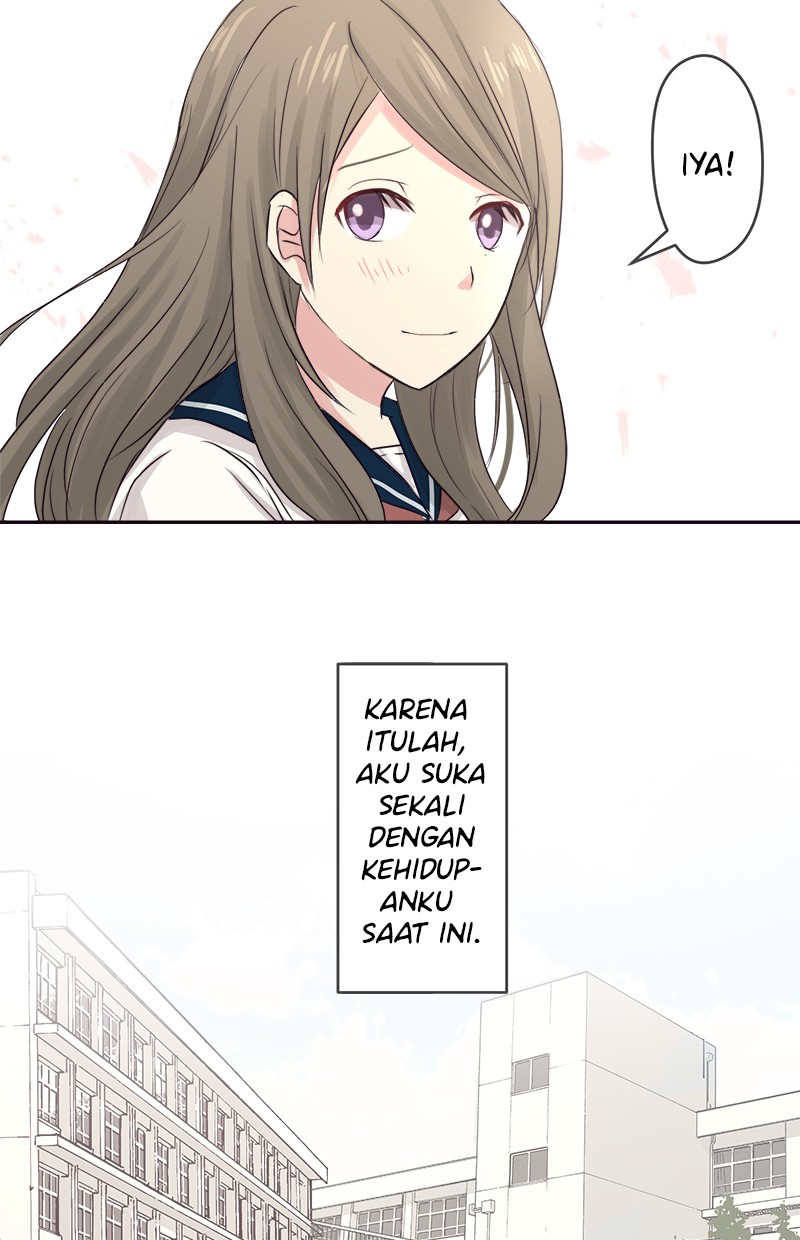 IYA!
KARENA
ITULAH,
AKU SUKA
SEKALI
DENGAN
KEHIDUP-
ANKU
SAAT INI.